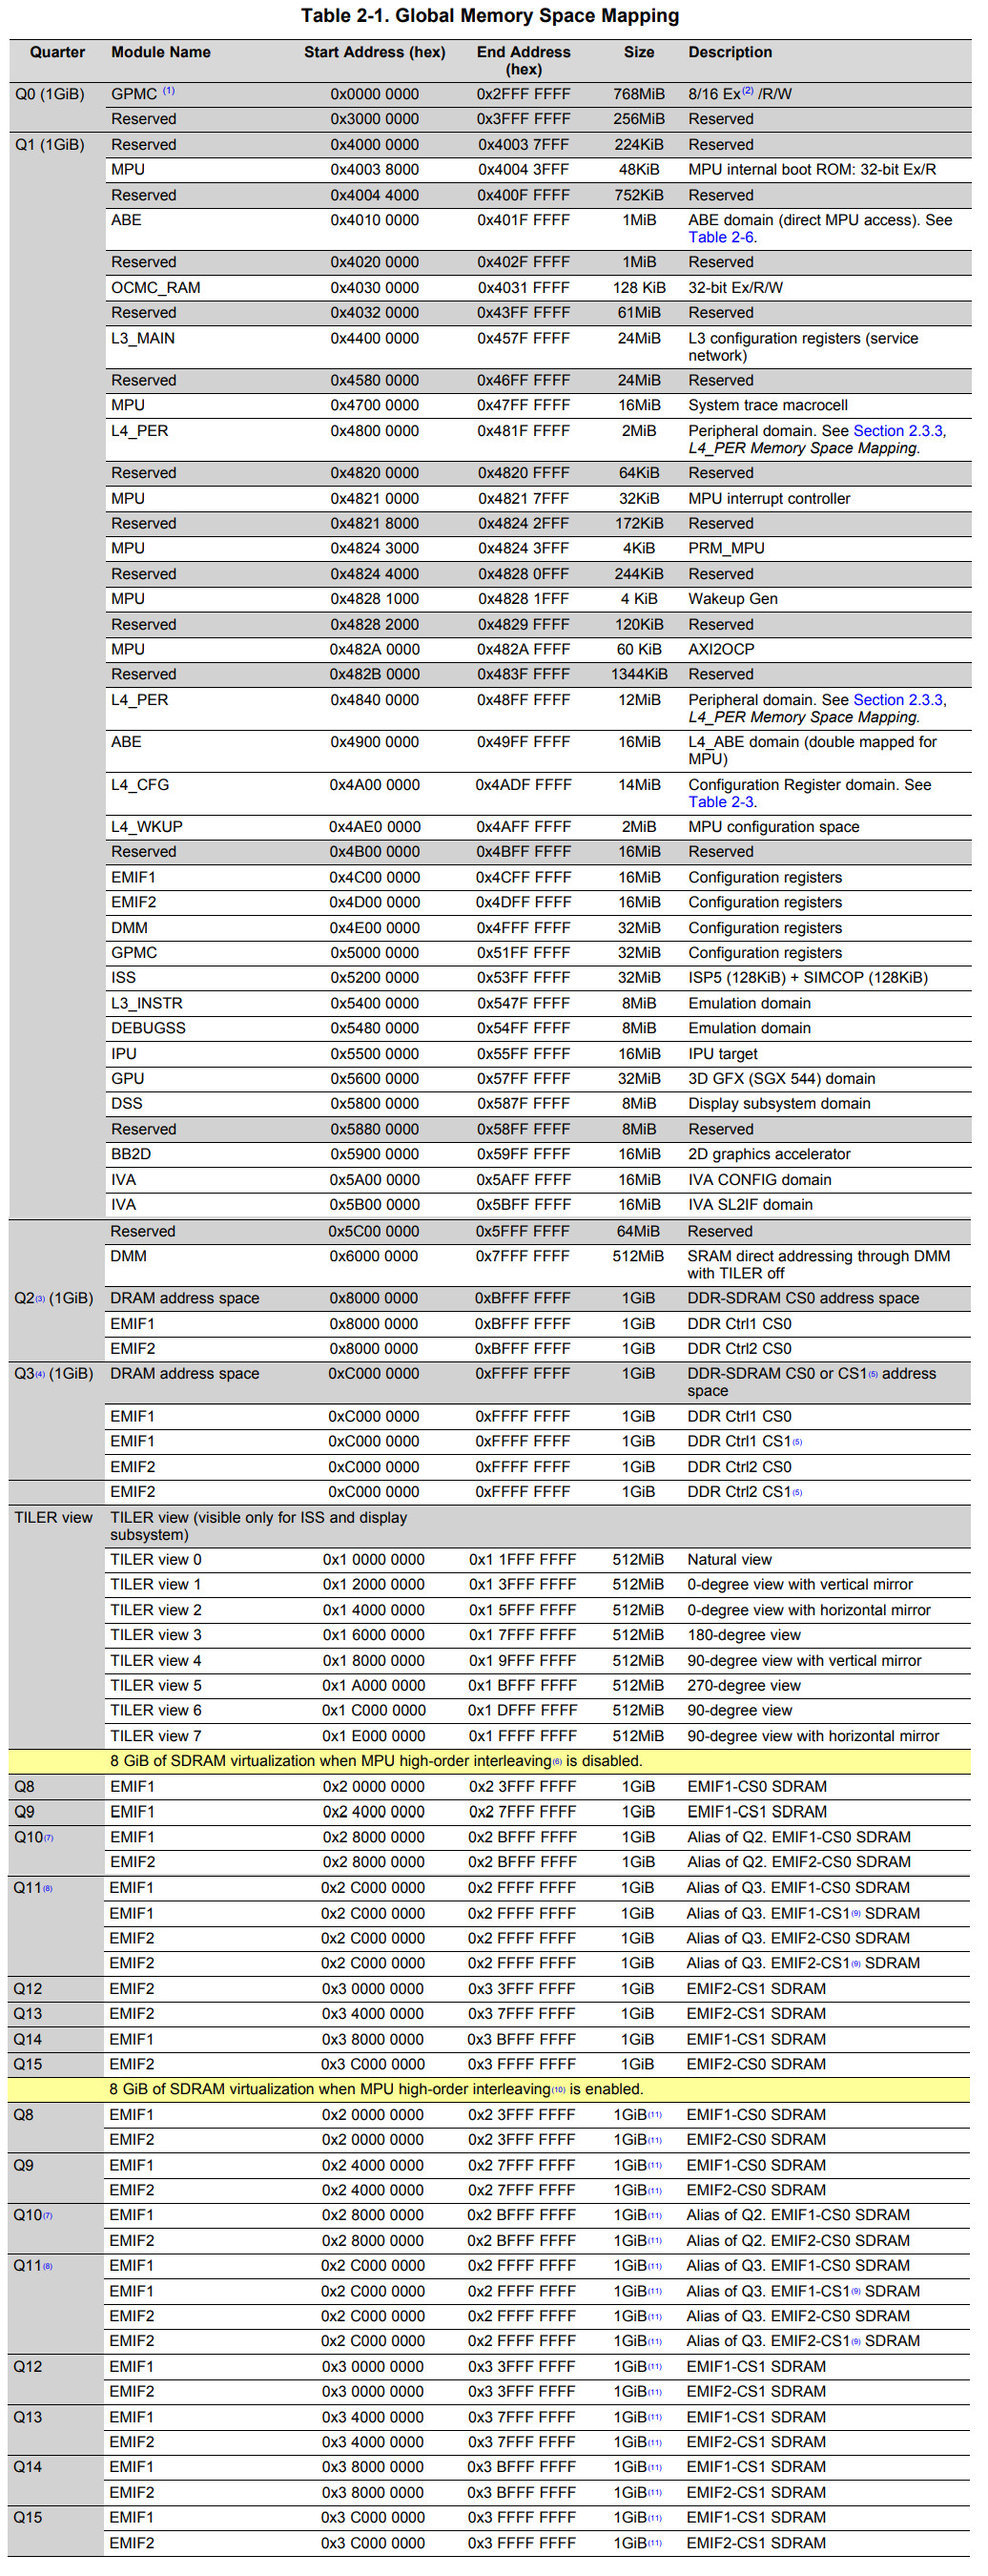 Table 2-1. Global Memory Space Mapping
Quarter Module Name Start Address (hex) End Address (hex) Size Description
Q0 (1GiB) GPMC (1) 0x0000 0000 0x2FFF FFFF 768MiB 8/16 Ex(2) /R/W
Reserved 0x3000 0000 0x3FFF FFFF 256MiB Reserved
Q1 (1GiB) Reserved 0x4000 0000 0x4003 7FFF 224KiB Reserved
MPU 0x4003 8000 0x4004 3FFF 48KiB MPU internal boot ROM: 32-bit Ex/R
Reserved 0x4004 4000 0x400F FFFF 752KiB Reserved
ABE 0x4010 0000 0x401F FFFF 1MiB ABE domain (direct MPU access). See
Table 2-6.
Reserved 0x4020 0000 0x402F FFFF 1MiB Reserved
OCMC_RAM 0x4030 0000 0x4031 FFFF 128 KiB 32-bit Ex/R/W
Reserved 0x4032 0000 0x43FF FFFF 61MiB Reserved
L3_MAIN 0x4400 0000 0x457F FFFF 24MiB L3 configuration registers (service
network)
Reserved 0x4580 0000 0x46FF FFFF 24MiB Reserved
MPU 0x4700 0000 0x47FF FFFF 16MiB System trace macrocell
L4_PER 0x4800 0000 0x481F FFFF 2MiB Peripheral domain. See Section 2.3.3,
L4_PER Memory Space Mapping.
Reserved 0x4820 0000 0x4820 FFFF 64KiB Reserved
MPU 0x4821 0000 0x4821 7FFF 32KiB MPU interrupt controller
Reserved 0x4821 8000 0x4824 2FFF 172KiB Reserved
MPU 0x4824 3000 0x4824 3FFF 4KiB PRM_MPU
Reserved 0x4824 4000 0x4828 0FFF 244KiB Reserved
MPU 0x4828 1000 0x4828 1FFF 4 KiB Wakeup Gen
Reserved 0x4828 2000 0x4829 FFFF 120KiB Reserved
MPU 0x482A 0000 0x482A FFFF 60 KiB AXI2OCP
Reserved 0x482B 0000 0x483F FFFF 1344KiB Reserved
L4_PER 0x4840 0000 0x48FF FFFF 12MiB Peripheral domain. See Section 2.3.3,
L4_PER Memory Space Mapping.
ABE 0x4900 0000 0x49FF FFFF 16MiB L4_ABE domain (double mapped for
MPU)
L4_CFG 0x4A00 0000 0x4ADF FFFF 14MiB Configuration Register domain. See
Table 2-3.
L4_WKUP 0x4AE0 0000 0x4AFF FFFF 2MiB MPU configuration space
Reserved 0x4B00 0000 0x4BFF FFFF 16MiB Reserved
EMIF1 0x4C00 0000 0x4CFF FFFF 16MiB Configuration registers
EMIF2 0x4D00 0000 0x4DFF FFFF 16MiB Configuration registers
DMM 0x4E00 0000 0x4FFF FFFF 32MiB Configuration registers
GPMC 0x5000 0000 0x51FF FFFF 32MiB Configuration registers
ISS 0x5200 0000 0x53FF FFFF 32MiB ISP5 (128KiB) + SIMCOP (128KiB)
L3_INSTR 0x5400 0000 0x547F FFFF 8MiB Emulation domain
DEBUGSS 0x5480 0000 0x54FF FFFF 8MiB Emulation domain
IPU 0x5500 0000 0x55FF FFFF 16MiB IPU target
GPU 0x5600 0000 0x57FF FFFF 32MiB 3D GFX (SGX 544) domain
DSS 0x5800 0000 0x587F FFFF 8MiB Display subsystem domain
Reserved 0x5880 0000 0x58FF FFFF 8MiB Reserved
BB2D 0x5900 0000 0x59FF FFFF 16MiB 2D graphics accelerator
IVA 0x5A00 0000 0x5AFF FFFF 16MiB IVA CONFIG domain
IVA 0x5B00 0000 0x5BFF FFFF 16MiB IVA SL2IF domain
Reserved 0x5C00 0000 0x5FFF FFFF 64MiB Reserved
DMM 0x6000 0000 0x7FFF FFFF 512MiB SRAM direct addressing through DMM
with TILER off
Q2(3) (1GiB) DRAM address space 0x8000 0000 0xBFFF FFFF 1GiB DDR-SDRAM CS0 address space
EMIF1 0x8000 0000 0xBFFF FFFF 1GiB DDR Ctrl1 CS0
EMIF2 0x8000 0000 0xBFFF FFFF 1GiB DDR Ctrl2 CS0
Q3(4) (1GiB) DRAM address space 0xC000 0000 0xFFFF FFFF 1GiB DDR-SDRAM CS0 or CS1(5) address
space
EMIF1 0xC000 0000 0xFFFF FFFF 1GiB DDR Ctrl1 CS0
EMIF1 0xC000 0000 0xFFFF FFFF 1GiB DDR Ctrl1 CS1(5)
EMIF2 0xC000 0000 0xFFFF FFFF 1GiB DDR Ctrl2 CS0
EMIF2 0xC000 0000 0xFFFF FFFF 1GiB DDR Ctrl2 CS1(5)
TILER view TILER view (visible only for ISS and display
subsystem)
TILER view 0 0x1 0000 0000 0x1 1FFF FFFF 512MiB Natural view
TILER view 1 0x1 2000 0000 0x1 3FFF FFFF 512MiB 0-degree view with vertical mirror
TILER view 2 0x1 4000 0000 0x1 5FFF FFFF 512MiB 0-degree view with horizontal mirror
TILER view 3 0x1 6000 0000 0x1 7FFF FFFF 512MiB 180-degree view
TILER view 4 0x1 8000 0000 0x1 9FFF FFFF 512MiB 90-degree view with vertical mirror
TILER view 5 0x1 A000 0000 0x1 BFFF FFFF 512MiB 270-degree view
TILER view 6 0x1 C000 0000 0x1 DFFF FFFF 512MiB 90-degree view
TILER view 7 0x1 E000 0000 0x1 FFFF FFFF 512MiB 90-degree view with horizontal mirror
8 GiB of SDRAM virtualization when MPU high-order interleaving(6) is disabled.
Q8 EMIF1 0x2 0000 0000 0x2 3FFF FFFF 1GiB EMIF1-CS0 SDRAM
Q9 EMIF1 0x2 4000 0000 0x2 7FFF FFFF 1GiB EMIF1-CS1 SDRAM
Q10(7) EMIF1 0x2 8000 0000 0x2 BFFF FFFF 1GiB Alias of Q2. EMIF1-CS0 SDRAM
EMIF2 0x2 8000 0000 0x2 BFFF FFFF 1GiB Alias of Q2. EMIF2-CS0 SDRAM
Q11(8) EMIF1 0x2 C000 0000 0x2 FFFF FFFF 1GiB Alias of Q3. EMIF1-CS0 SDRAM
EMIF1 0x2 C000 0000 0x2 FFFF FFFF 1GiB Alias of Q3. EMIF1-CS1(9) SDRAM
EMIF2 0x2 C000 0000 0x2 FFFF FFFF 1GiB Alias of Q3. EMIF2-CS0 SDRAM
EMIF2 0x2 C000 0000 0x2 FFFF FFFF 1GiB Alias of Q3. EMIF2-CS1(9) SDRAM
Q12 EMIF2 0x3 0000 0000 0x3 3FFF FFFF 1GiB EMIF2-CS1 SDRAM
Q13 EMIF2 0x3 4000 0000 0x3 7FFF FFFF 1GiB EMIF2-CS1 SDRAM
Q14 EMIF1 0x3 8000 0000 0x3 BFFF FFFF 1GiB EMIF1-CS1 SDRAM
Q15 EMIF2 0x3 C000 0000 0x3 FFFF FFFF 1GiB EMIF2-CS0 SDRAM
8 GiB of SDRAM virtualization when MPU high-order interleaving(10) is enabled.
Q8 EMIF1 0x2 0000 0000 0x2 3FFF FFFF 1GiB(11) EMIF1-CS0 SDRAM
EMIF2 0x2 0000 0000 0x2 3FFF FFFF 1GiB(11) EMIF2-CS0 SDRAM
Q9 EMIF1 0x2 4000 0000 0x2 7FFF FFFF 1GiB(11) EMIF1-CS0 SDRAM
EMIF2 0x2 4000 0000 0x2 7FFF FFFF 1GiB(11) EMIF2-CS0 SDRAM
Q10(7) EMIF1 0x2 8000 0000 0x2 BFFF FFFF 1GiB(11) Alias of Q2. EMIF1-CS0 SDRAM
EMIF2 0x2 8000 0000 0x2 BFFF FFFF 1GiB(11) Alias of Q2. EMIF2-CS0 SDRAM
Q11(8) EMIF1 0x2 C000 0000 0x2 FFFF FFFF 1GiB(11) Alias of Q3. EMIF1-CS0 SDRAM
EMIF1 0x2 C000 0000 0x2 FFFF FFFF 1GiB(11) Alias of Q3. EMIF1-CS1(9) SDRAM
EMIF2 0x2 C000 0000 0x2 FFFF FFFF 1GiB(11) Alias of Q3. EMIF2-CS0 SDRAM
EMIF2 0x2 C000 0000 0x2 FFFF FFFF 1GiB(11) Alias of Q3. EMIF2-CS1(9) SDRAM
Q12 EMIF1 0x3 0000 0000 0x3 3FFF FFFF 1GiB(11) EMIF1-CS1 SDRAM
EMIF2 0x3 0000 0000 0x3 3FFF FFFF 1GiB(11) EMIF2-CS1 SDRAM
Q13 EMIF1 0x3 4000 0000 0x3 7FFF FFFF 1GiB(11) EMIF1-CS1 SDRAM
EMIF2 0x3 4000 0000 0x3 7FFF FFFF 1GiB(11) EMIF2-CS1 SDRAM
Q14 EMIF1 0x3 8000 0000 0x3 BFFF FFFF 1GiB(11) EMIF1-CS1 SDRAM
EMIF2 0x3 8000 0000 0x3 BFFF FFFF 1GiB(11) EMIF2-CS1 SDRAM
Q15 EMIF1 0x3 C000 0000 0x3 FFFF FFFF 1GiB(11) EMIF1-CS1 SDRAM
EMIF2 0x3 C000 0000 0x3 FFFF FFFF 1GiB(11) EMIF2-CS1 SDRAM